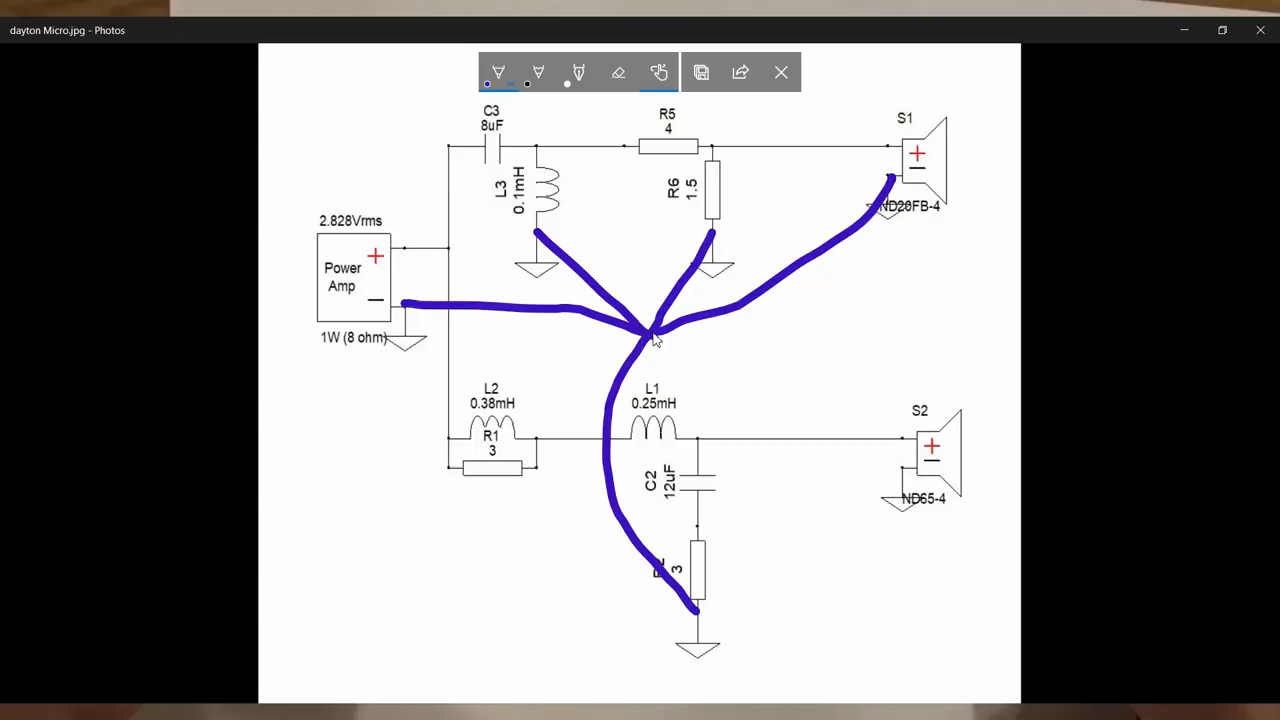 dayton Micro.jpg - Photos
C3
8uF
R5
4
S1
+
L3
0.1mH
R6
1.5
ND20FB-4
2.828Vrms
Power
Amp
+
1W (8 ohm)
L2
0.38mH
R1
3
L1
0.25mH
S2
+
C2
12uF
ND65-4
3